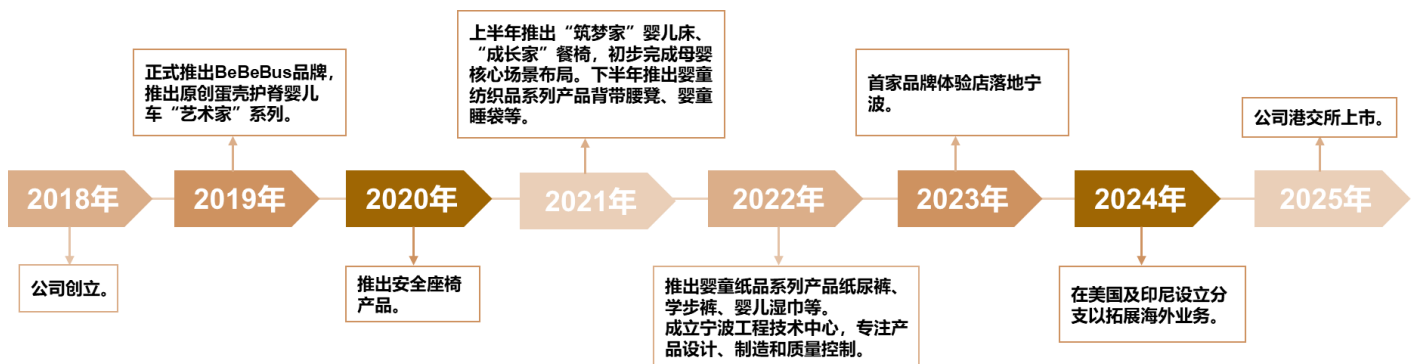 2018年
公司创立。
2019年
正式推出BeBeBus品牌，
推出原创蛋壳护脊婴儿
车“艺术家”系列。
2020年
推出安全座椅
产品。
2021年
上半年推出“筑梦家”婴儿床、
“成长家”餐椅，初步完成母婴
核心场景布局。下半年推出婴童
纺织品系列产品背带腰凳、婴童
睡袋等。
2022年
推出婴童纸品系列产品纸尿裤、
学步裤、婴儿湿巾等。
成立宁波工程技术中心，专注产
品设计、制造和质量控制。
2023年
首家品牌体验店落地宁
波。
2024年
在美国及印尼设立分
支以拓展海外业务。
2025年
公司港交所上市。